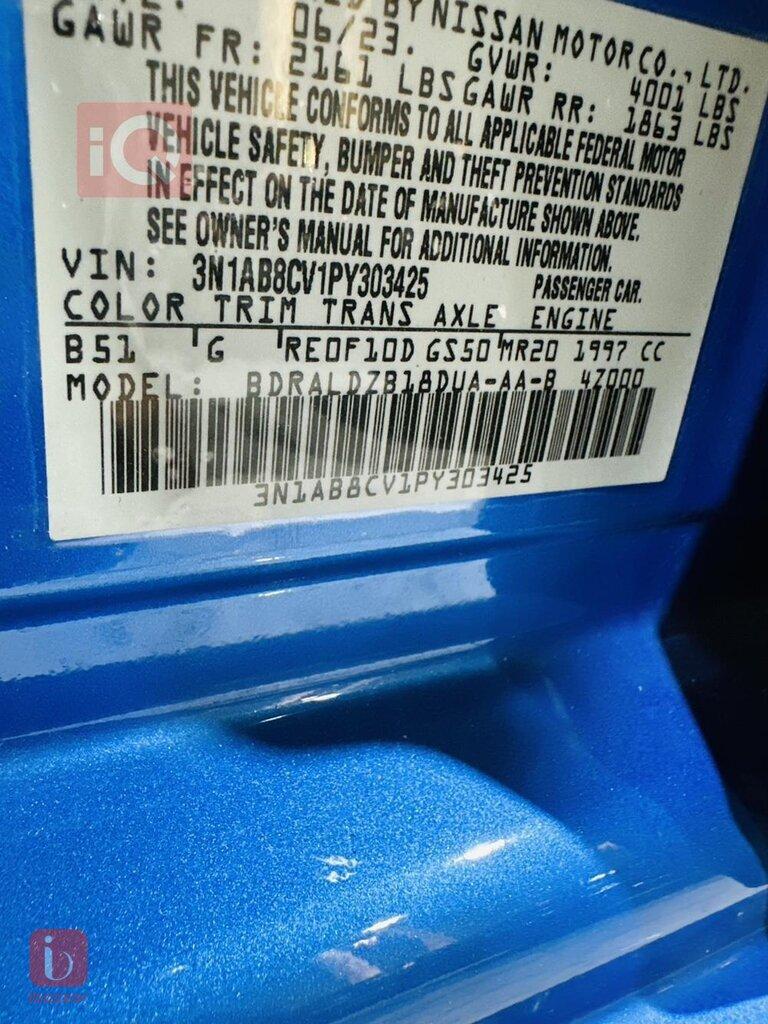 BY NISSAN MOTOR CO., LTD.
06/23. GVWR: 4001 LBS
GAWR FR: 2161 LBS GAWR RR: 1863 LBS
THIS VEHICLE CONFORMS TO ALL APPLICABLE FEDERAL MOTOR
VEHICLE SAFETY, BUMPER AND THEFT PREVENTION STANDARDS
IN EFFECT ON THE DATE OF MANUFACTURE SHOWN ABOVE.
SEE OWNER'S MANUAL FOR ADDITIONAL INFORMATION.
VIN: 3N1AB8CV1PY303425 PASSENGER CAR.
COLOR TRIM TRANS AXLE ENGINE
B51 G RE0F10D GS50 MR20 1997 CC
MODEL: BDRALDZB18DUA-AA-B 4Z000
3N1AB8CV1PY303425
iQ